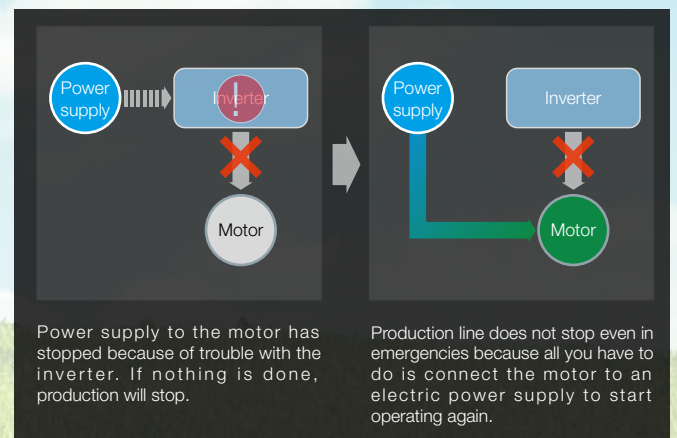 Power
supply
Inverter
!
Motor
Power supply to the motor has
stopped because of trouble with the
inverter. If nothing is done,
production will stop.
Power
supply
Inverter
Motor
Production line does not stop even in
emergencies because all you have to
do is connect the motor to an
electric power supply to start
operating again.